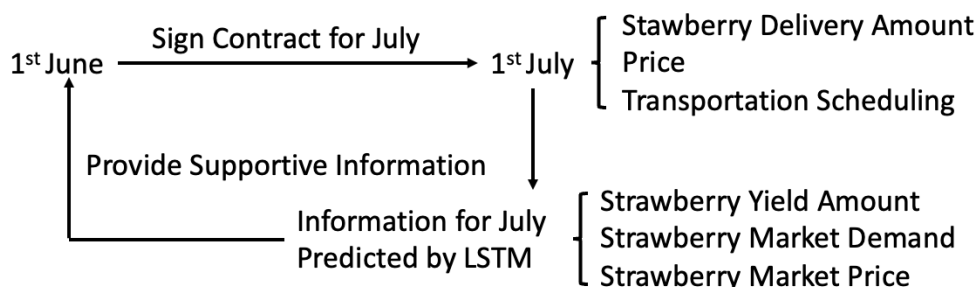 Sign Contract for July
1st June
1st July
Stawberry Delivery Amount
Price
Transportation Scheduling
Provide Supportive Information
Information for July
Predicted by LSTM
Strawberry Yield Amount
Strawberry Market Demand
Strawberry Market Price